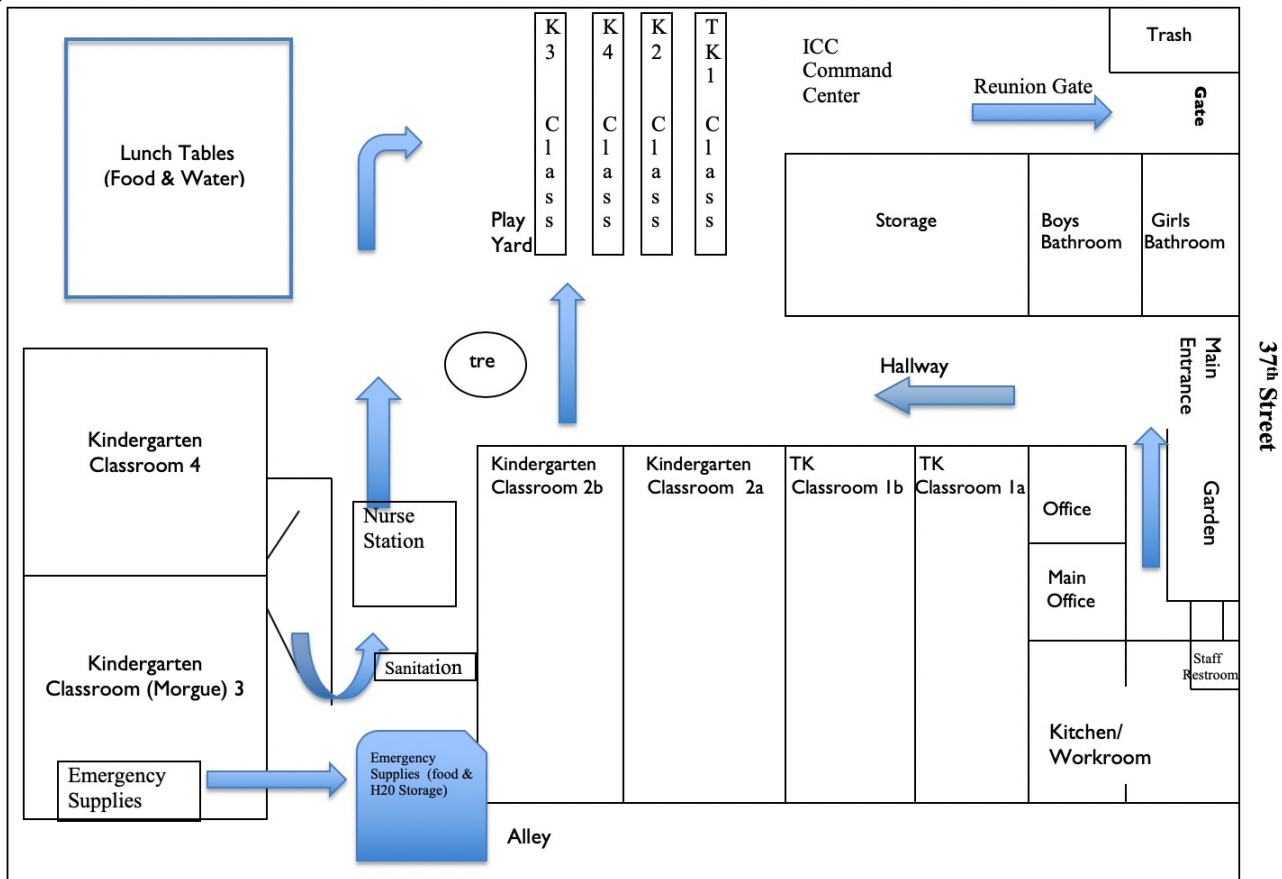 K3 Class
K4 Class
K2 Class
TK1 Class
Trash
ICC
Command
Center
Reunion Gate
Gate
Lunch Tables
(Food & Water)
Play
Yard
Storage
Boys
Bathroom
Girls
Bathroom
tre
Hallway
Main
Entrance
37th Street
Kindergarten
Classroom 4
Nurse
Station
Kindergarten
Classroom 2b
Kindergarten
Classroom 2a
TK
Classroom 1b
TK
Classroom 1a
Office
Garden
Main
Office
Kindergarten
Classroom (Morgue) 3
Sanitation
Staff
Restroom
Kitchen/
Workroom
Emergency
Supplies
Emergency
Supplies (food &
H20 Storage)
Alley